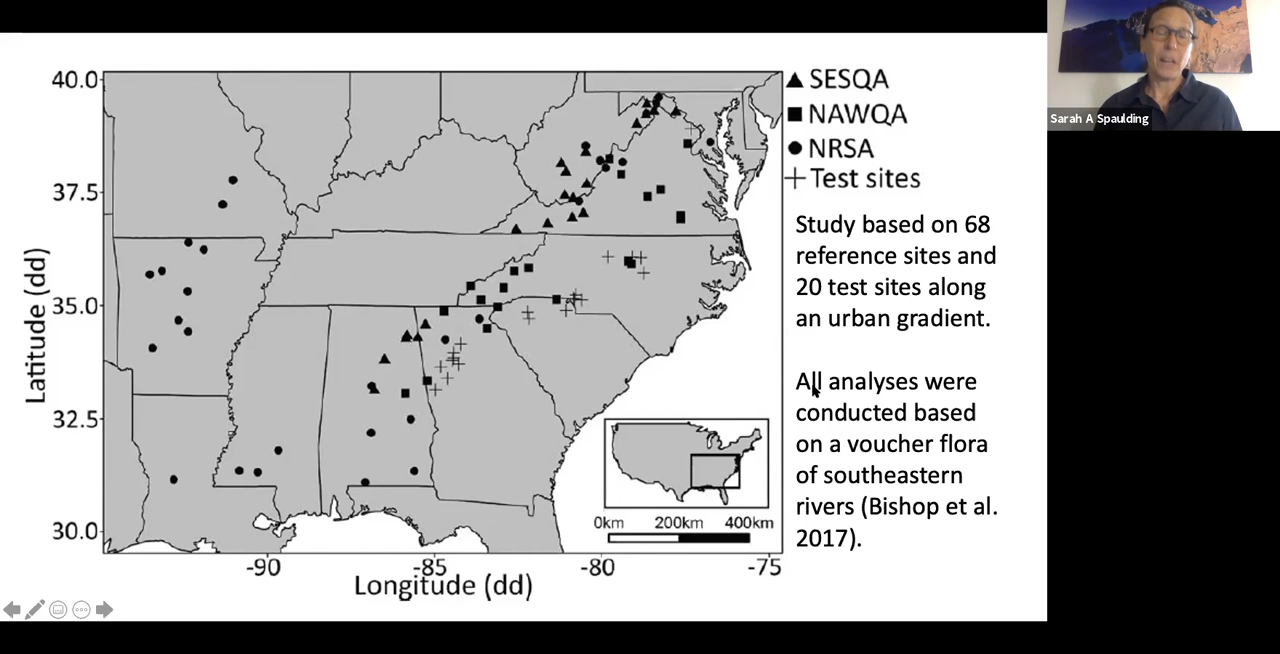 40.0
37.5
35.0
32.5
30.0
Latitude (dd)
-90
-85
-80
-75
Longitude (dd)
SESQA
NAWQA
NRSA
Test sites
0km 200km 400km
Study based on 68
reference sites and
20 test sites along
an urban gradient.
All analyses were
conducted based
on a voucher flora
of southeastern
rivers (Bishop et al.
2017).
Sarah A Spaulding